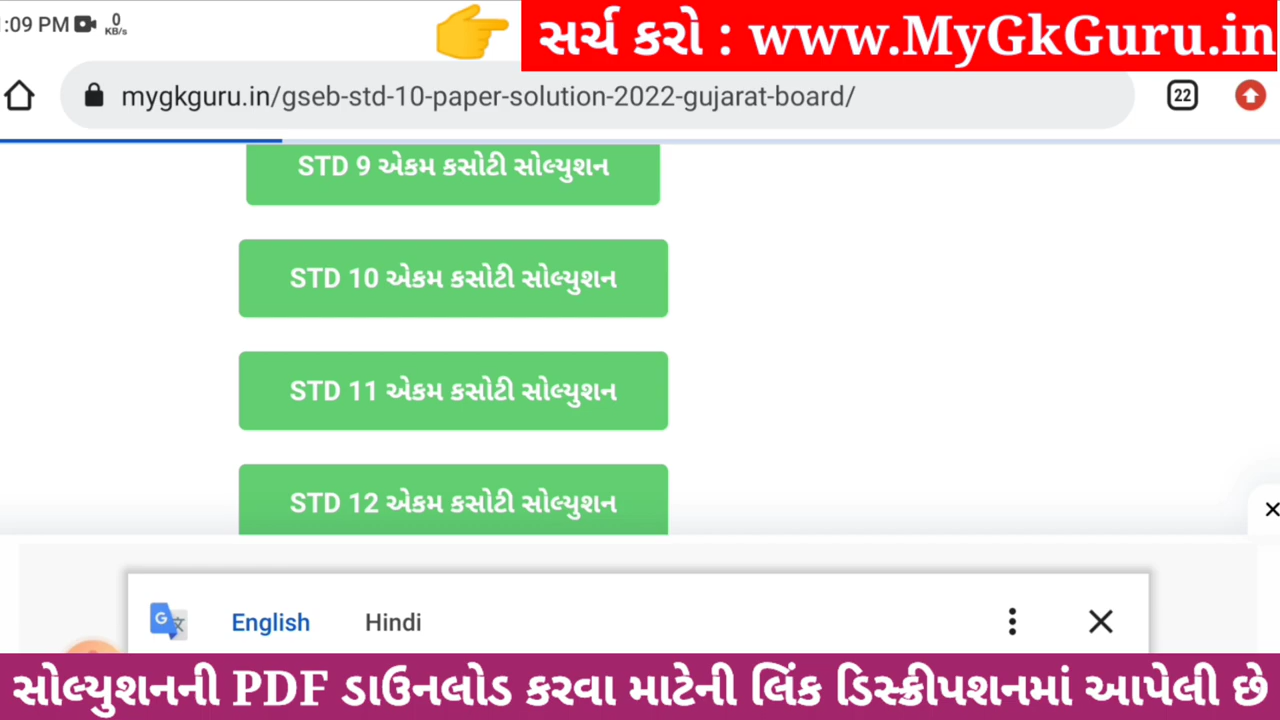 :09 PM 0 KB/s
સર્ચ કરો : www.MyGkGuru.in
mygkguru.in/gseb-std-10-paper-solution-2022-gujarat-board/ 22
STD 9 એકમ કસોટી સોલ્યુશન
STD 10 એકમ કસોટી સોલ્યુશન
STD 11 એકમ કસોટી સોલ્યુશન
STD 12 એકમ કસોટી સોલ્યુશન
English Hindi
સોલ્યુશનની PDF ડાઉનલોડ કરવા માટેની લિંક ડિસ્ક્રીપશનમાં આપેલી છે